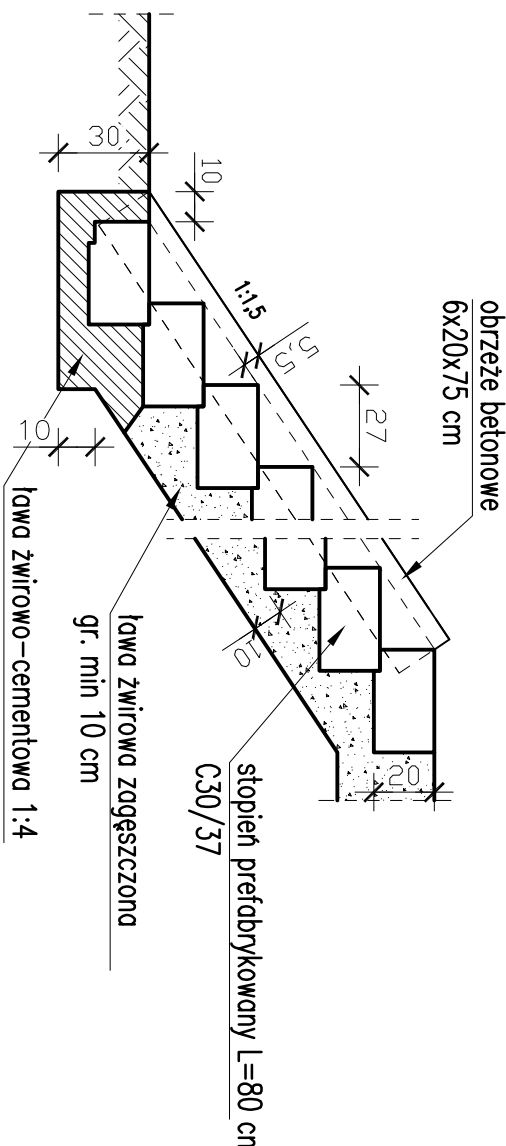 obrzeże betonowe
6x20x75 cm
30
10
1:1,5
5,5
27
10
10
20
stopień prefabrykowany L=80 cm
C30/37
ława żwirowa zagęszczona
gr. min 10 cm
ława żwirowo-cementowa 1:4